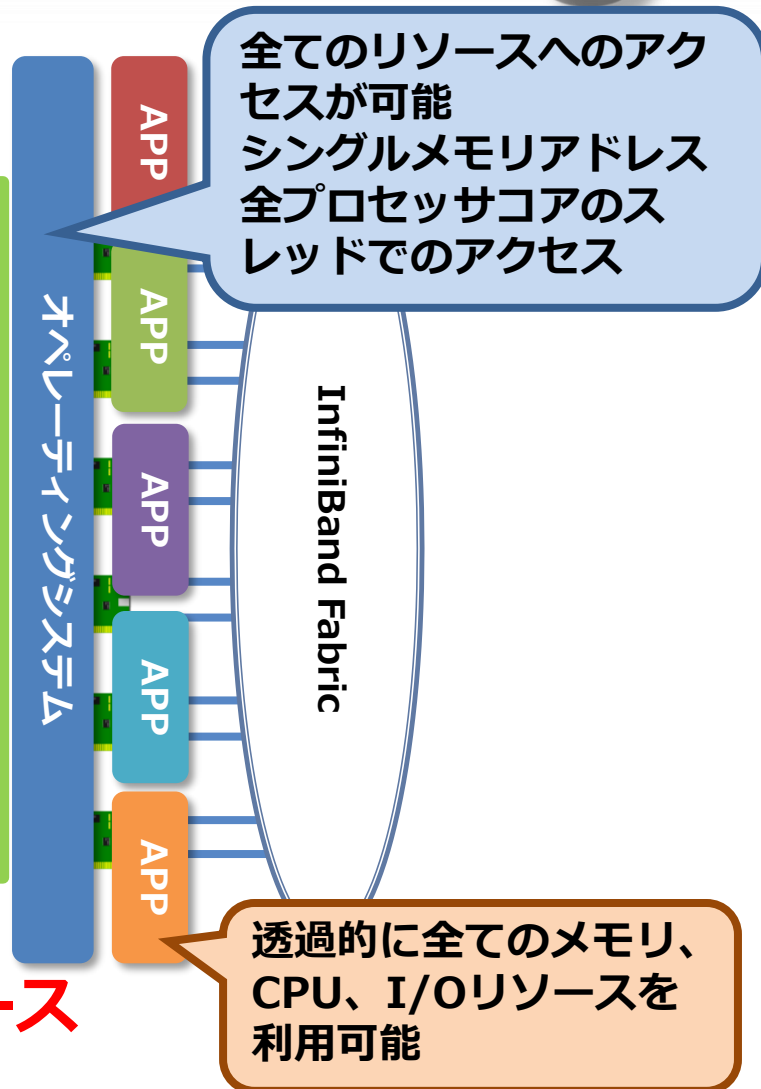 全てのリソースへのアク
セスが可能
シングルメモリアドレス
全プロセッサコアのス
レッドでのアクセス
オペレーティングシステム
APP
APP
APP
APP
APP
InfiniBand Fabric
透過的に全てのメモリ、
CPU、I/Oリソースを
利用可能
ース